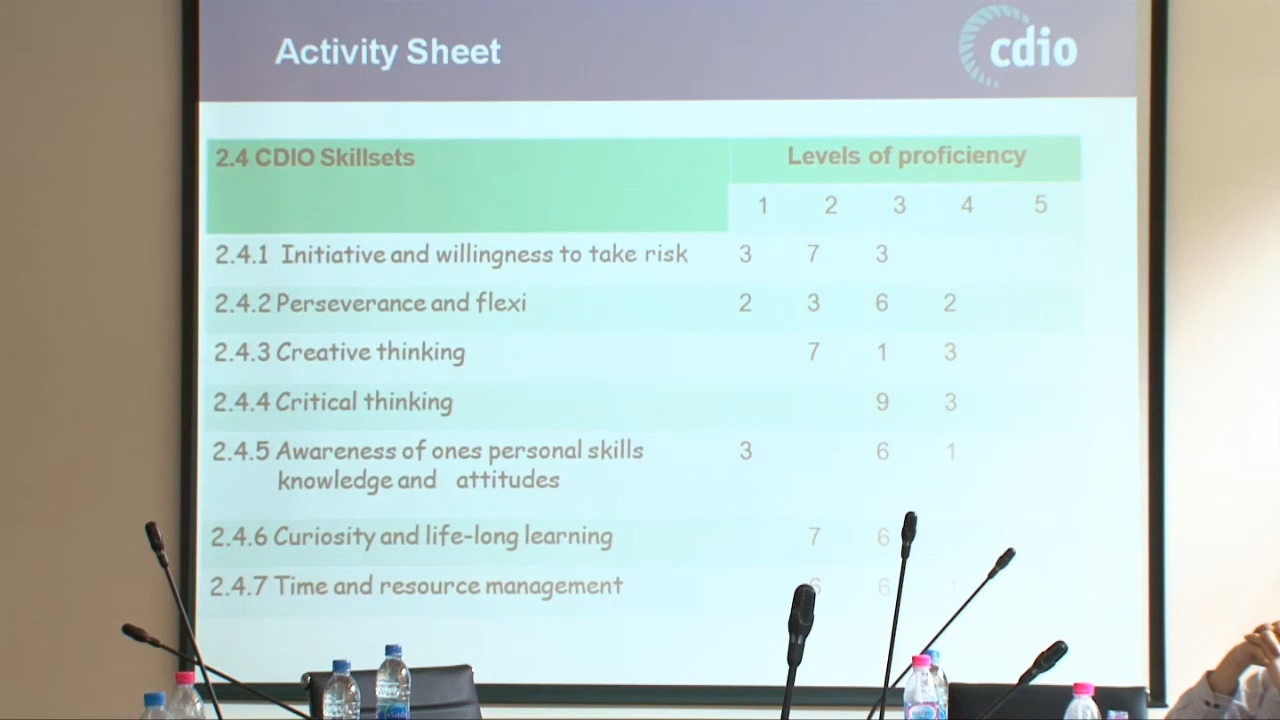 Activity Sheet
cdio
2.4 CDIO Skillsets Levels of proficiency
1 2 3 4 5
2.4.1 Initiative and willingness to take risk 3 7 3
2.4.2 Perseverance and flexi 2 3 6 2
2.4.3 Creative thinking 7 1 3
2.4.4 Critical thinking 9 3
2.4.5 Awareness of ones personal skills 3 6 1
knowledge and attitudes
2.4.6 Curiosity and life-long learning 7 6
2.4.7 Time and resource management 6 6 1